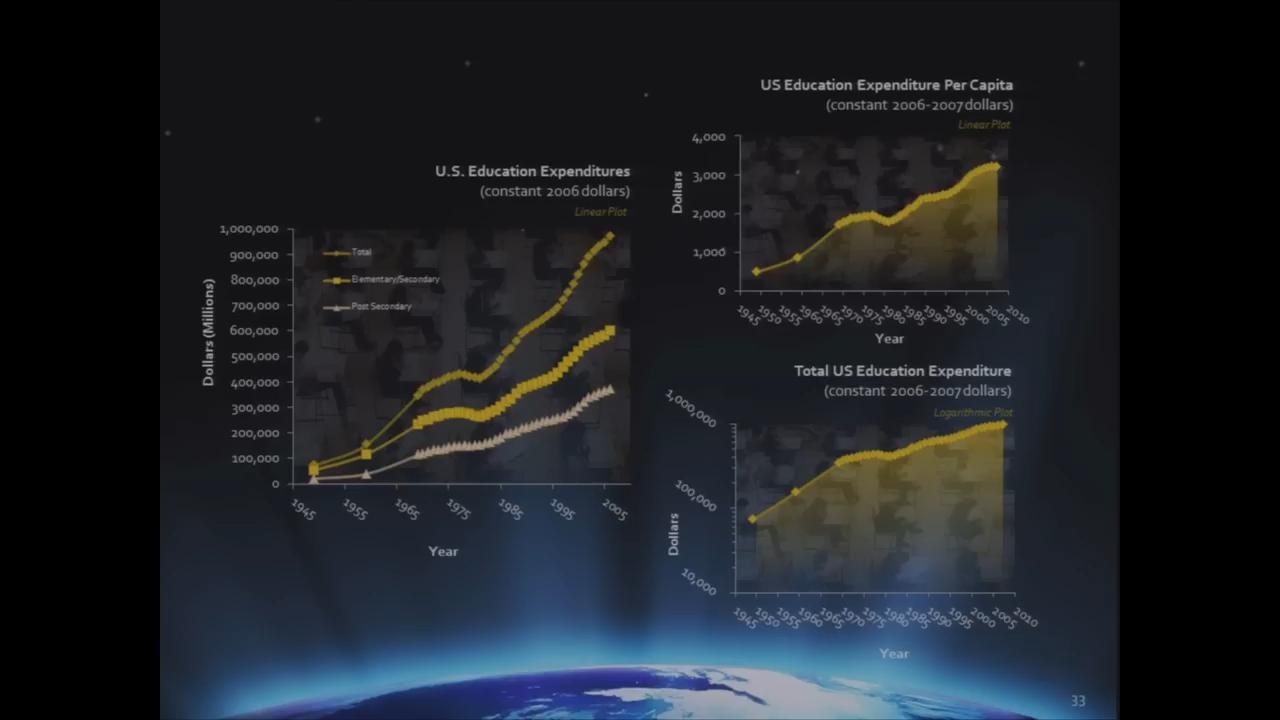 US Education Expenditure Per Capita
(constant 2006-2007 dollars)
Linear Plot
4,000
3,000
2,000
1,000
0
Dollars
1945 1950 1955 1960 1965 1970 1975 1980 1985 1990 1995 2000 2005 2010
Year
U.S. Education Expenditures
(constant 2006 dollars)
Linear Plot
1,000,000
900,000
800,000
700,000
600,000
500,000
400,000
300,000
200,000
100,000
0
Dollars (Millions)
Total
Elementary/Secondary
Post Secondary
1945 1955 1965 1975 1985 1995 2005
Year
Total US Education Expenditure
(constant 2006-2007 dollars)
Logarithmic Plot
1,000,000
100,000
10,000
Dollars
1945 1950 1955 1960 1965 1970 1975 1980 1985 1990 1995 2000 2005 2010
Year
33